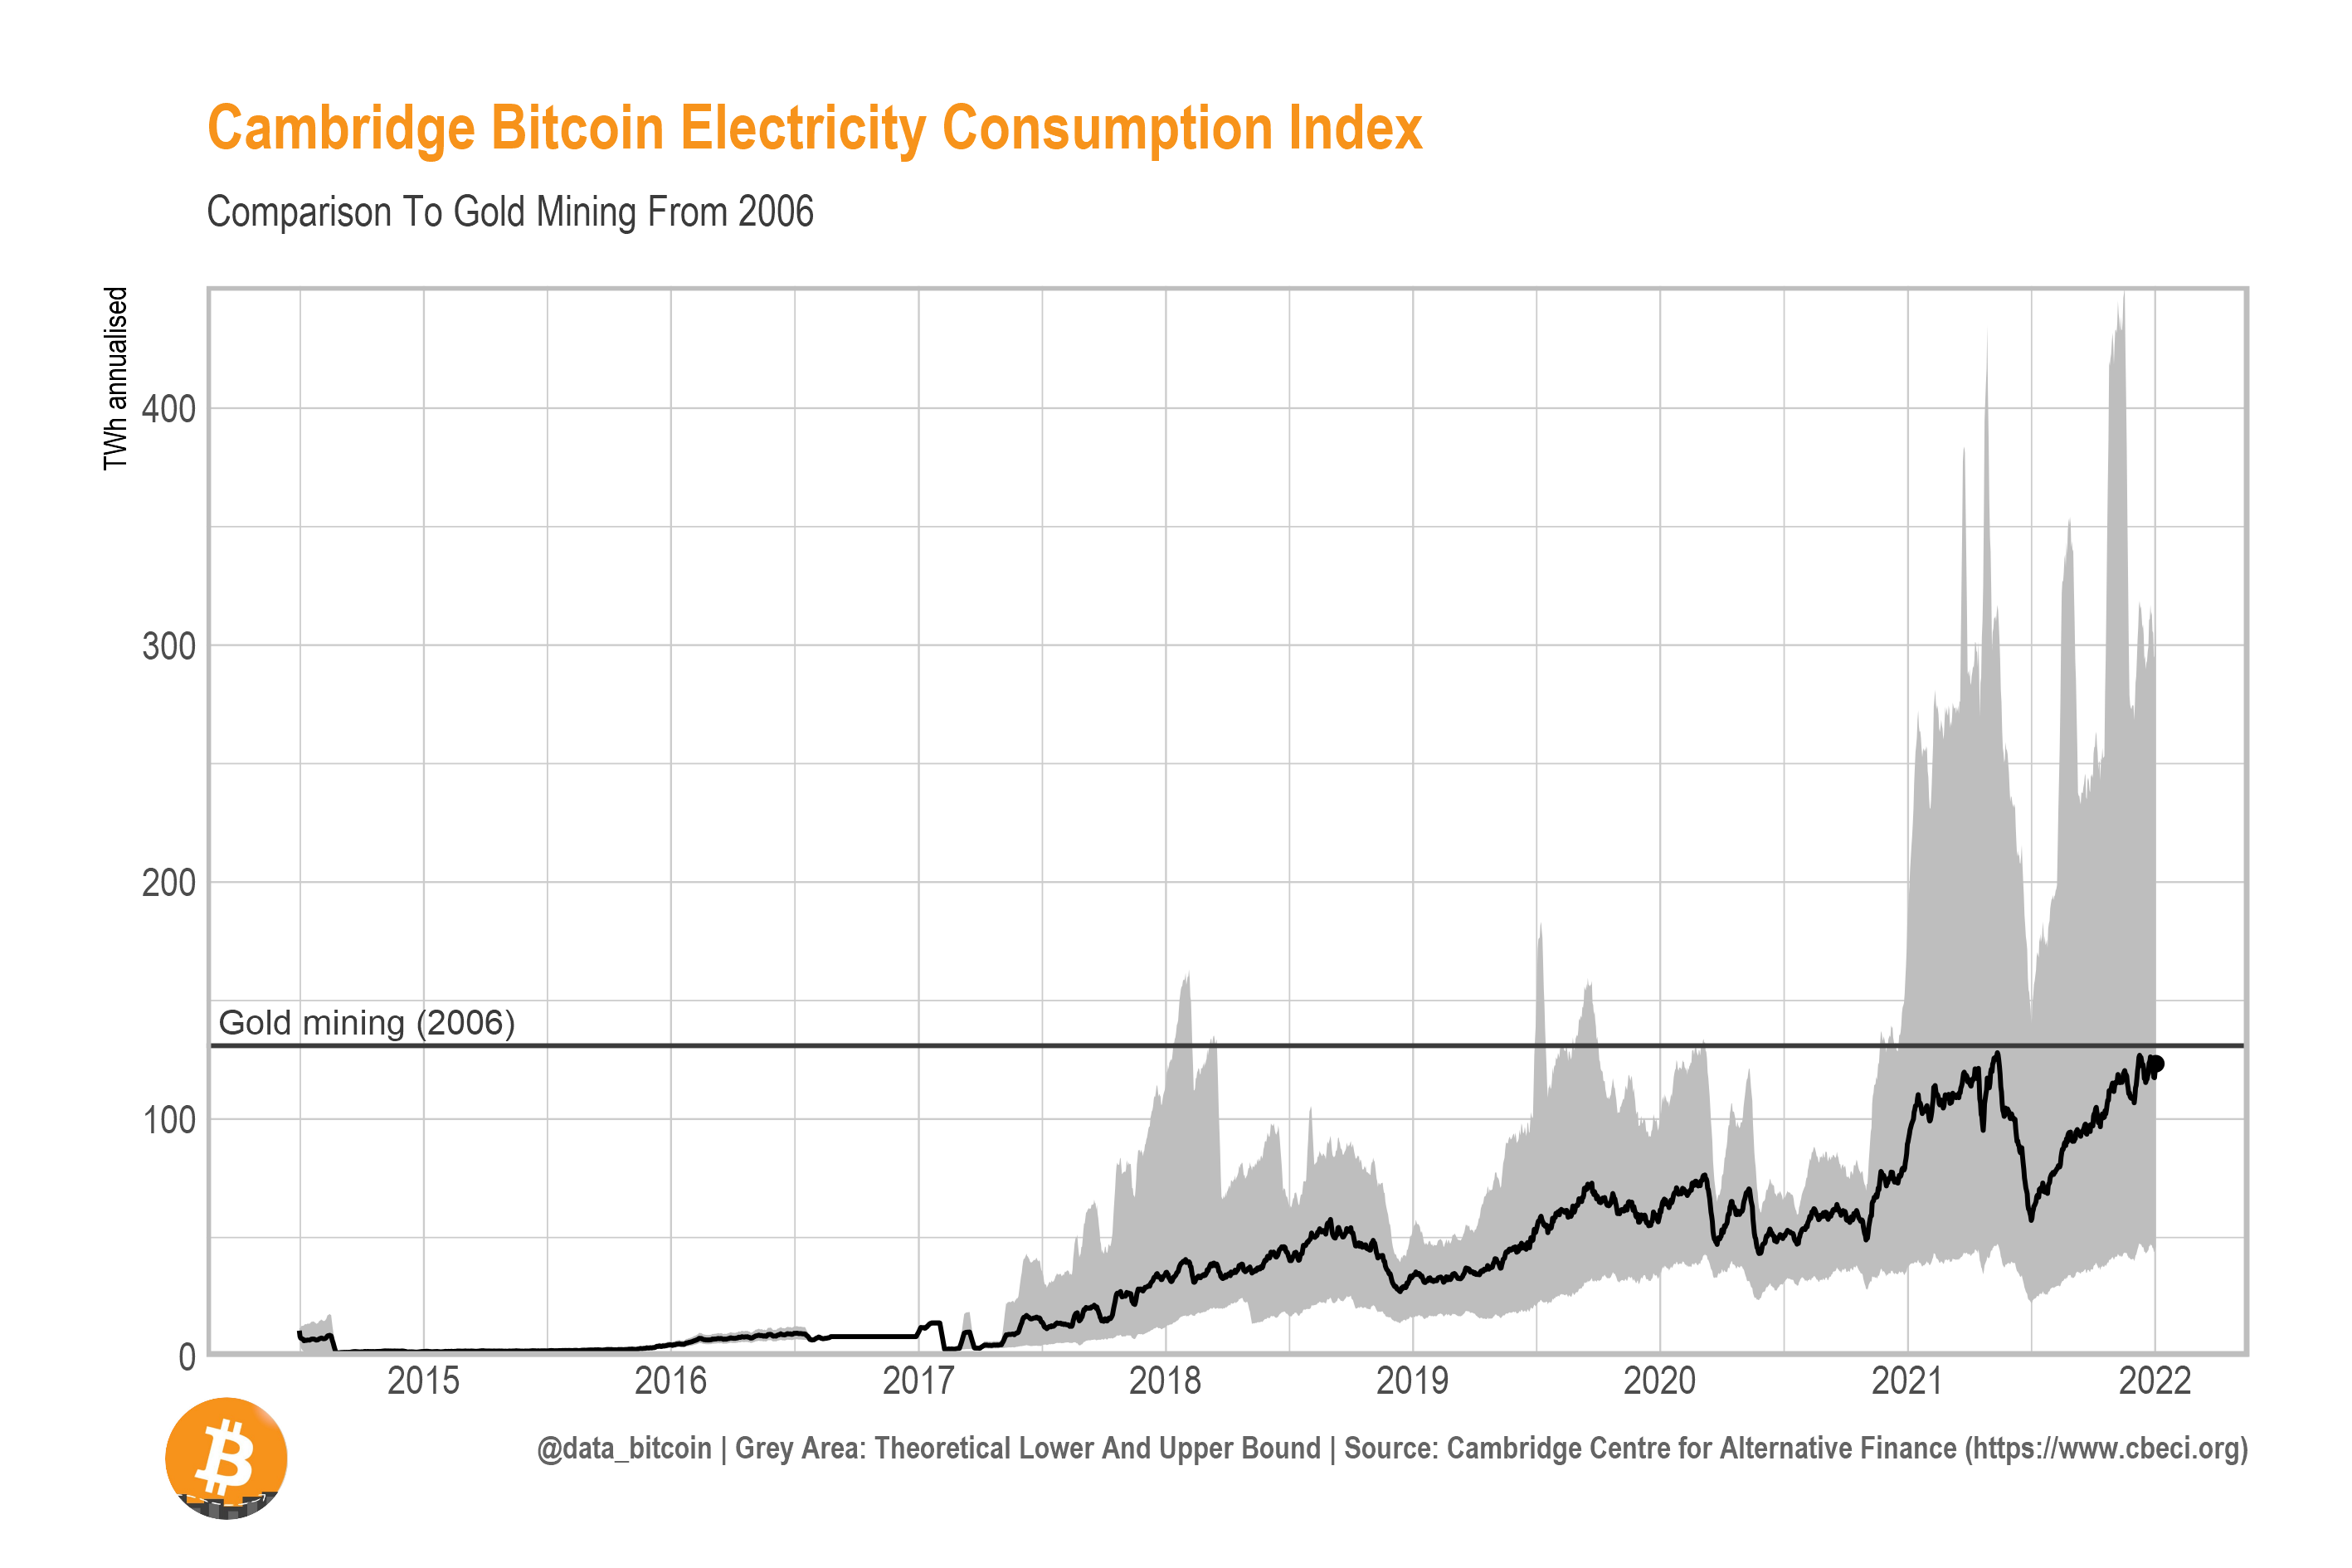 Cambridge Bitcoin Electricity Consumption Index
Comparison To Gold Mining From 2006
TWh annualised
400
300
200
Gold mining (2006)
100
0
2015 2016 2017 2018 2019 2020 2021 2022
@data_bitcoin | Grey Area: Theoretical Lower And Upper Bound | Source: Cambridge Centre for Alternative Finance (https://www.cbeci.org)